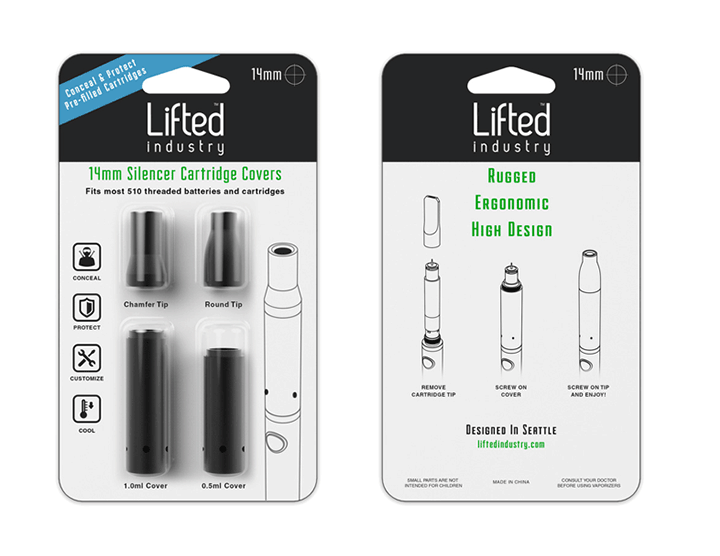 Conceal & Protect
Pre-filled Cartridges
14mm
Lifted™
industry
14mm Silencer Cartridge Covers
Fits most 510 threaded batteries and cartridges
CONCEAL
PROTECT
CUSTOMIZE
COOL
Chamfer Tip
Round Tip
1.0ml Cover
0.5ml Cover
14mm
Lifted™
industry
Rugged
Ergonomic
High Design
REMOVE
CARTRIDGE TIP
SCREW ON
COVER
SCREW ON TIP
AND ENJOY!
Designed In Seattle
liftedindustry.com
SMALL PARTS ARE NOT
INTENDED FOR CHILDREN
MADE IN CHINA
CONSULT YOUR DOCTOR
BEFORE USING VAPORIZERS